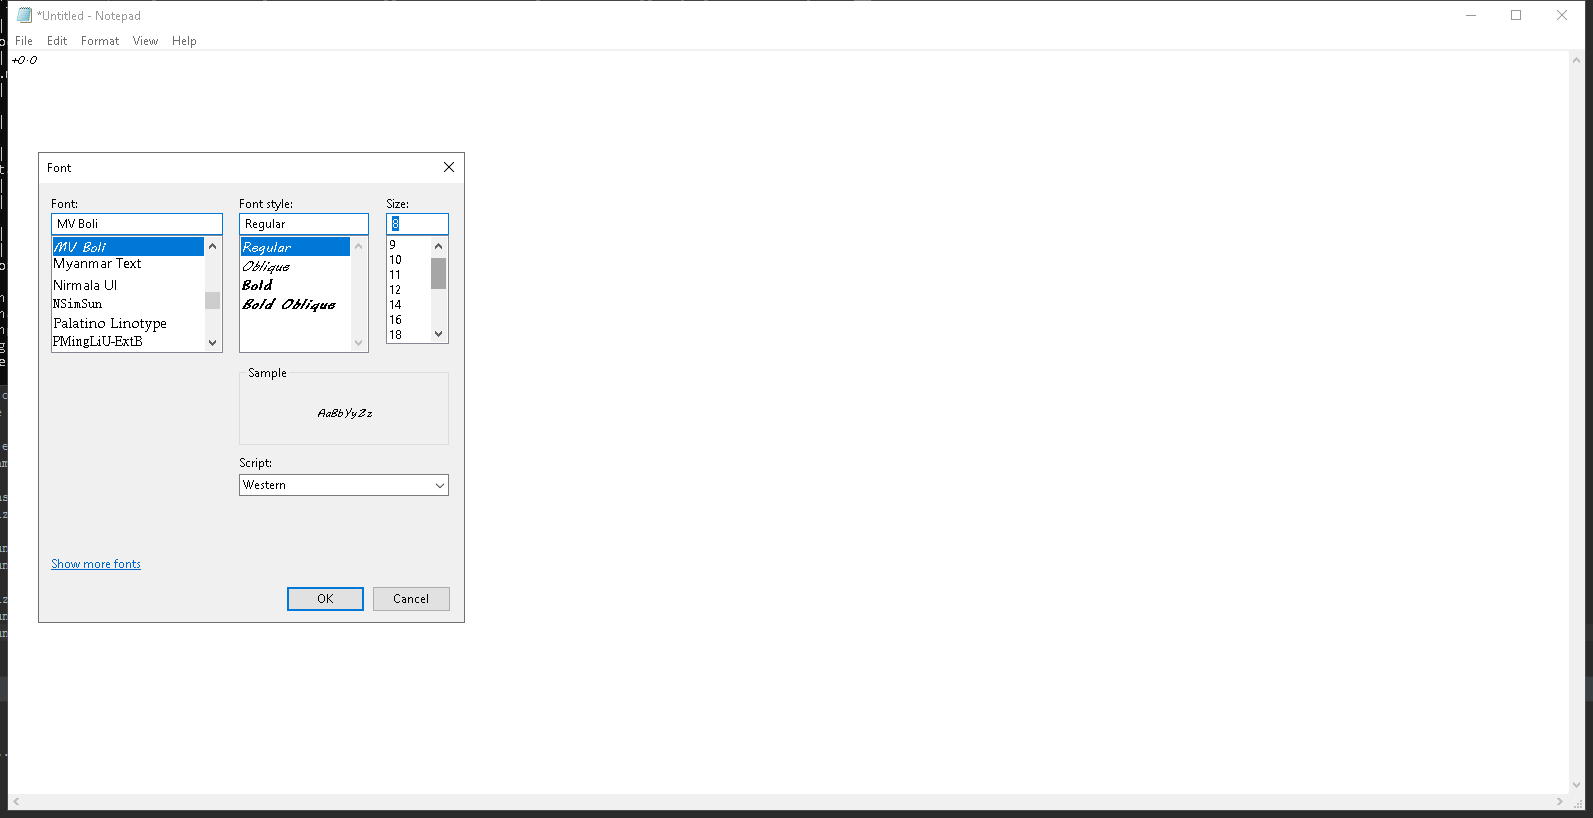 *Untitled - Notepad
File Edit Format View Help
+0.0
Font
Font: Font style: Size:
MV Boli Regular 8
MV Boli
Myanmar Text
Nirmala UI
NSimSun
Palatino Linotype
PMingLiU-ExtB
Regular
Oblique
Bold
Bold Oblique
9
10
11
12
14
16
18
Sample
AaBbYyZz
Script:
Western
Show more fonts
OK Cancel